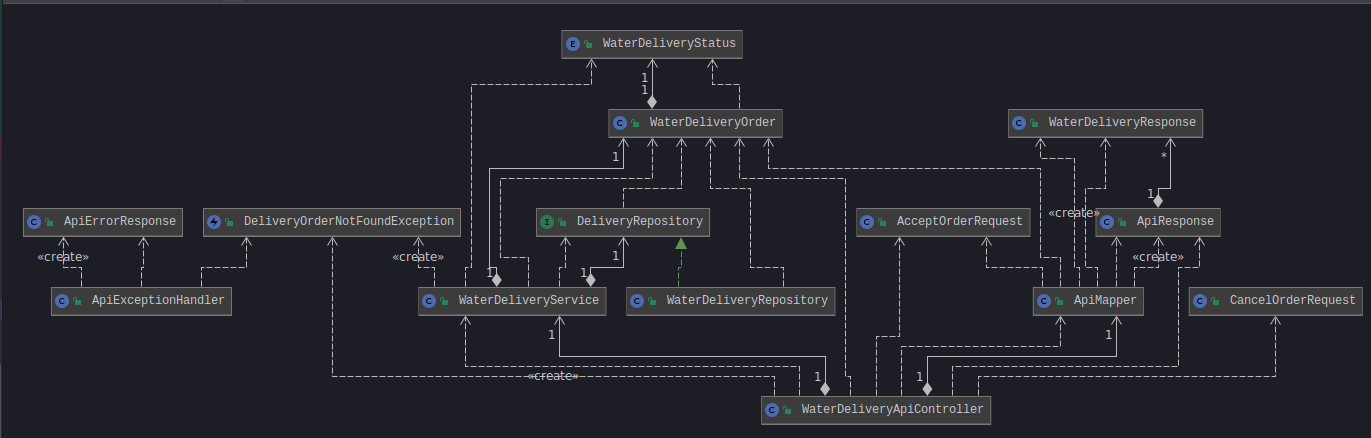 E WaterDeliveryStatus
1
1
C WaterDeliveryOrder
C WaterDeliveryResponse
1
*
1
«create»
C ApiErrorResponse
DeliveryOrderNotFoundException
I DeliveryRepository
C AcceptOrderRequest
C ApiResponse
«create»
«create»
1
«create»
1
1
C ApiExceptionHandler
C WaterDeliveryService
C WaterDeliveryRepository
C ApiMapper
C CancelOrderRequest
1
1
«create»
1
1
C WaterDeliveryApiController